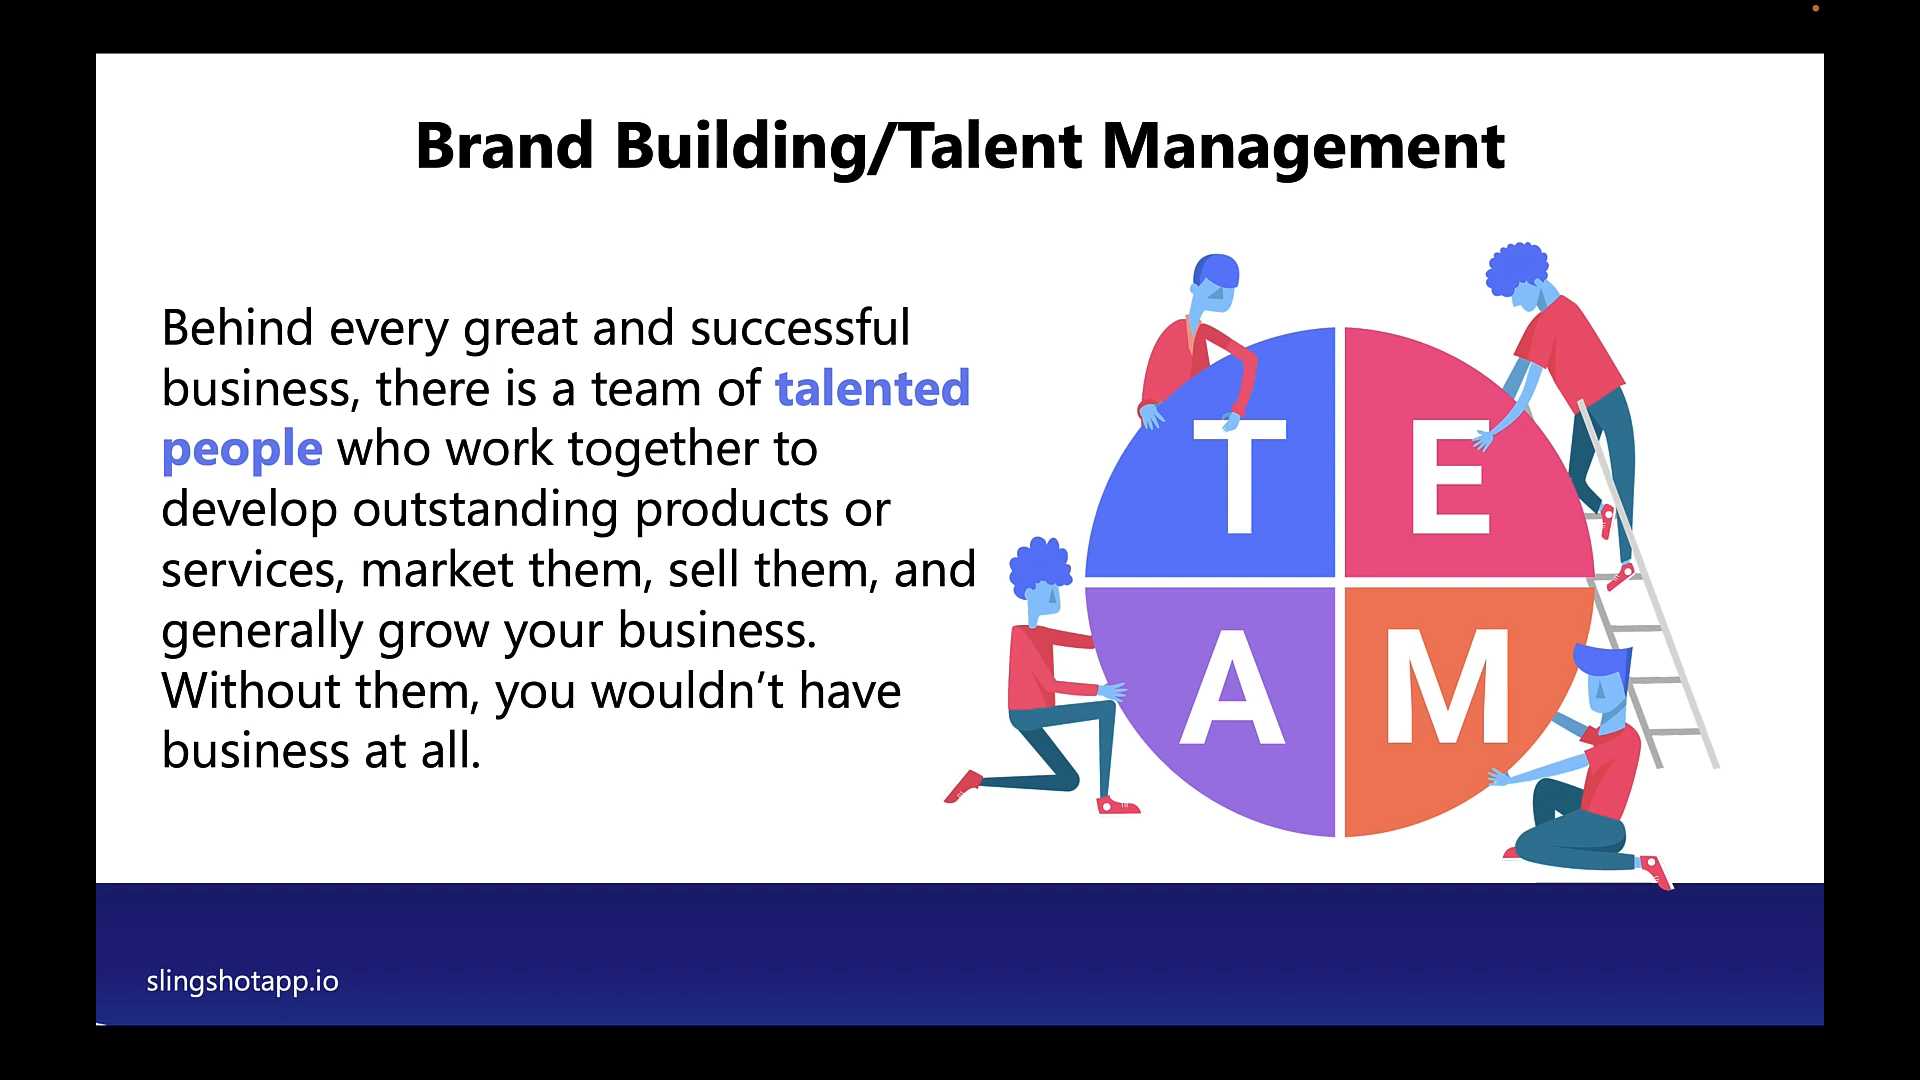 Brand Building/Talent Management
Behind every great and successful
business, there is a team of talented
people who work together to
develop outstanding products or
services, market them, sell them, and
generally grow your business.
Without them, you wouldn’t have
business at all.
T E
A M
slingshotapp.io